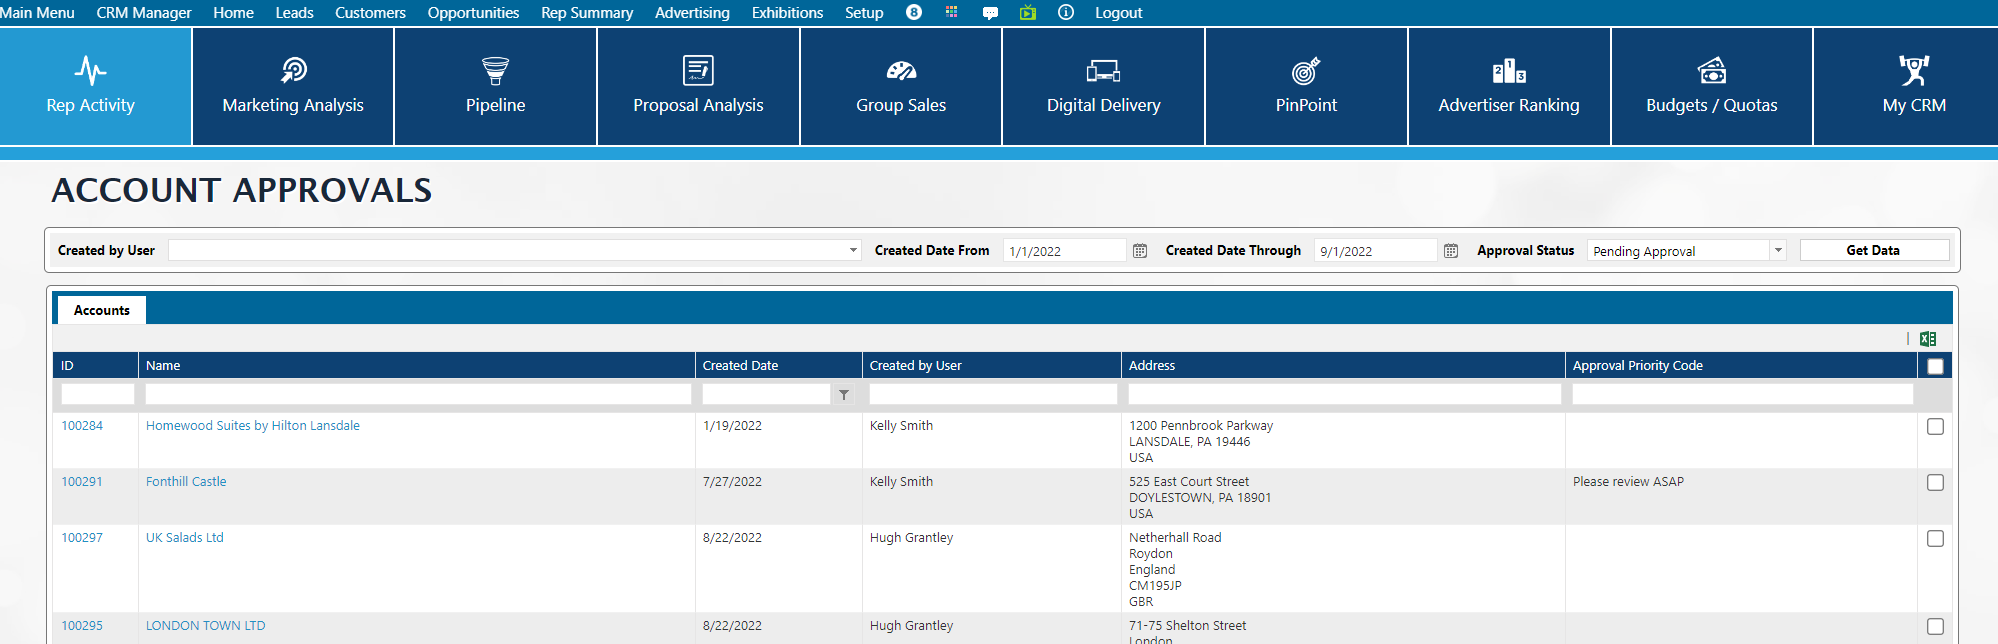 Main Menu CRM Manager Home Leads Customers Opportunities Rep Summary Advertising Exhibitions Setup 8 Logout
Rep Activity Marketing Analysis Pipeline Proposal Analysis Group Sales Digital Delivery PinPoint Advertiser Ranking Budgets / Quotas My CRM
ACCOUNT APPROVALS
Created by User Created Date From 1/1/2022 Created Date Through 9/1/2022 Approval Status Pending Approval Get Data
Accounts
ID Name Created Date Created by User Address Approval Priority Code
100284 Homewood Suites by Hilton Lansdale 1/19/2022 Kelly Smith 1200 Pennbrook Parkway
LANSDALE, PA 19446
USA
100291 Fonthill Castle 7/27/2022 Kelly Smith 525 East Court Street Please review ASAP
DOYLESTOWN, PA 18901
USA
100297 UK Salads Ltd 8/22/2022 Hugh Grantley Netherhall Road
Roydon
England
CM195JP
GBR
100295 LONDON TOWN LTD 8/22/2022 Hugh Grantley 71-75 Shelton Street
London